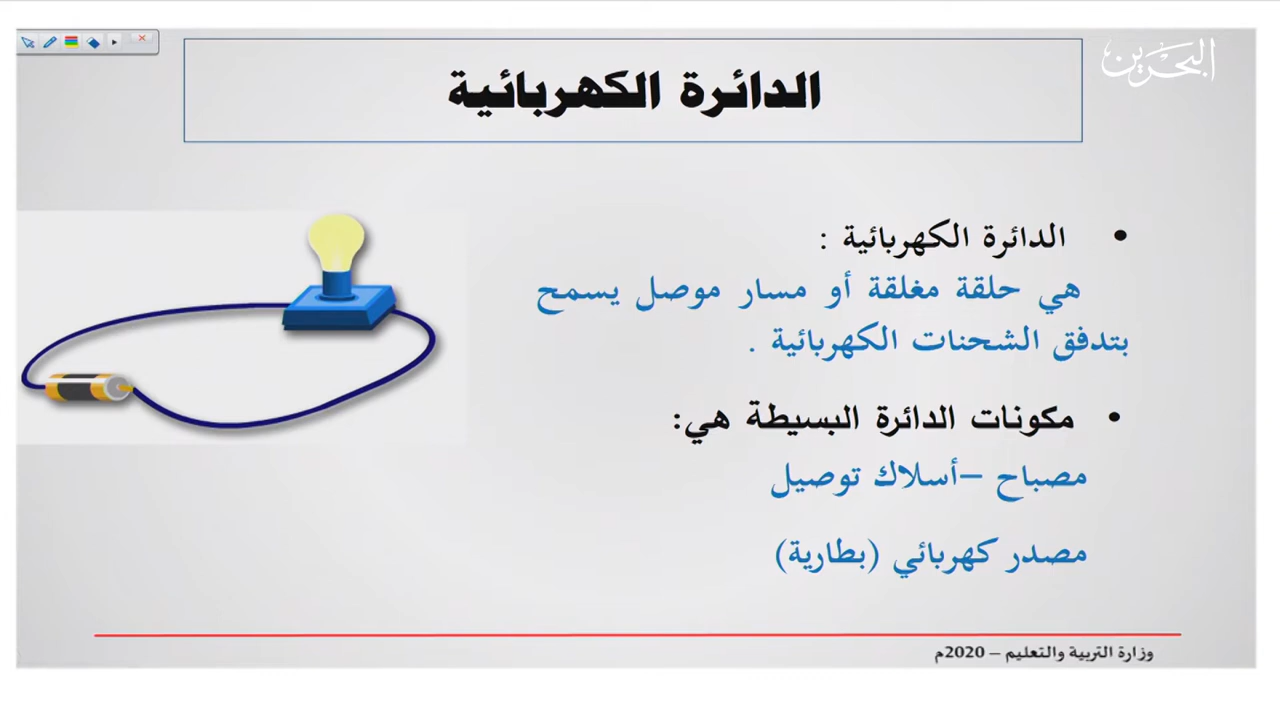 البحرين
الدائرة الكهربائية
• الدائرة الكهربائية :
هي حلقة مغلقة أو مسار موصل يسمح
بتدفق الشحنات الكهربائية .
• مكونات الدائرة البسيطة هي:
مصباح –أسلاك توصيل
مصدر كهربائي (بطارية)
وزارة التربية والتعليم – 2020م